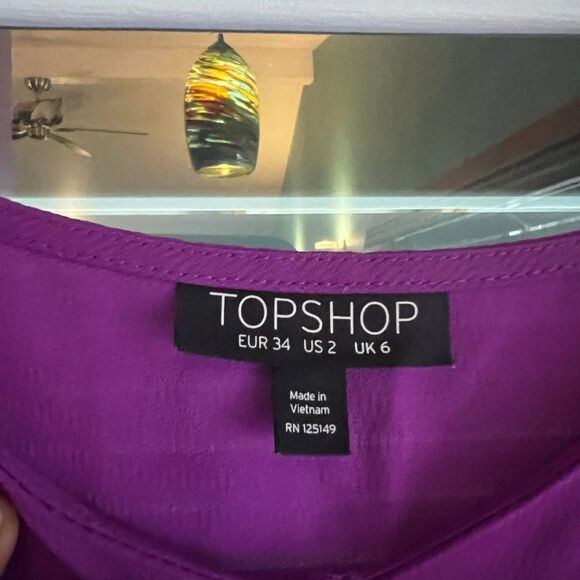 TOPSHOP
EUR 34 US 2 UK 6
Made in
Vietnam
RN 125149